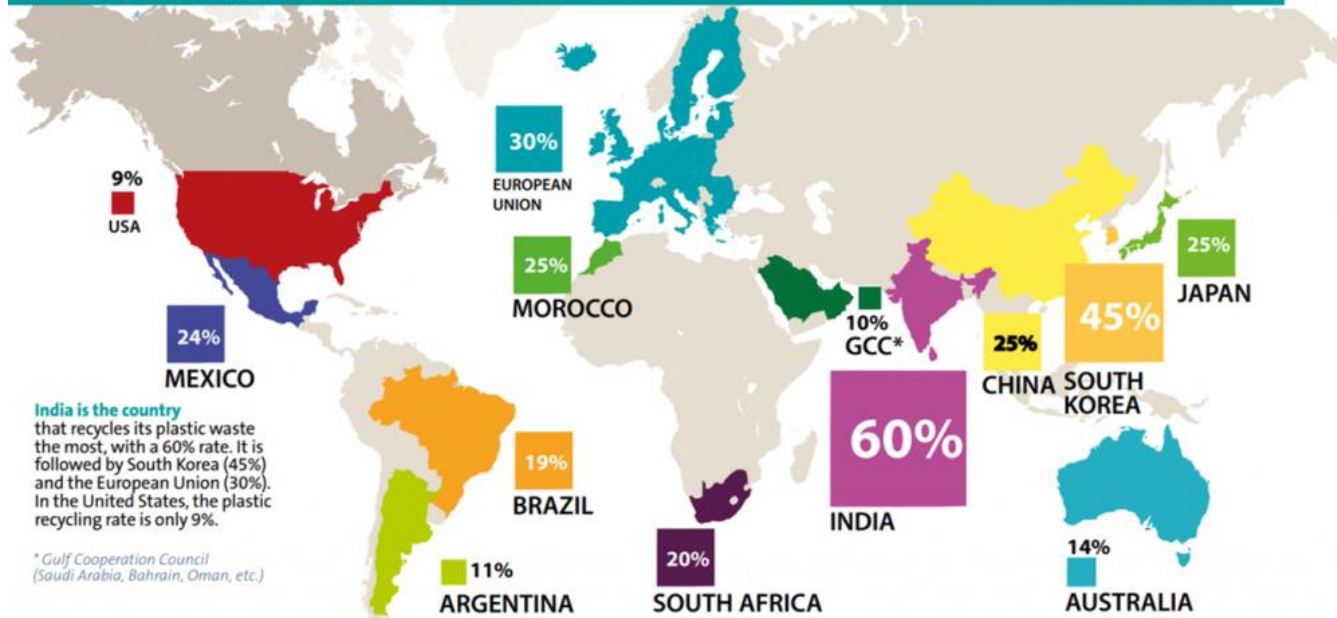 30%
EUROPEAN
UNION
9%
USA
25%
MOROCCO
25%
JAPAN
24%
MEXICO
10%
GCC*
25%
CHINA
45%
SOUTH
KOREA
India is the country
that recycles its plastic waste
the most, with a 60% rate. It is
followed by South Korea (45%)
and the European Union (30%).
In the United States, the plastic
recycling rate is only 9%.
* Gulf Cooperation Council
(Saudi Arabia, Bahrain, Oman, etc.)
19%
BRAZIL
60%
INDIA
11%
ARGENTINA
20%
SOUTH AFRICA
14%
AUSTRALIA